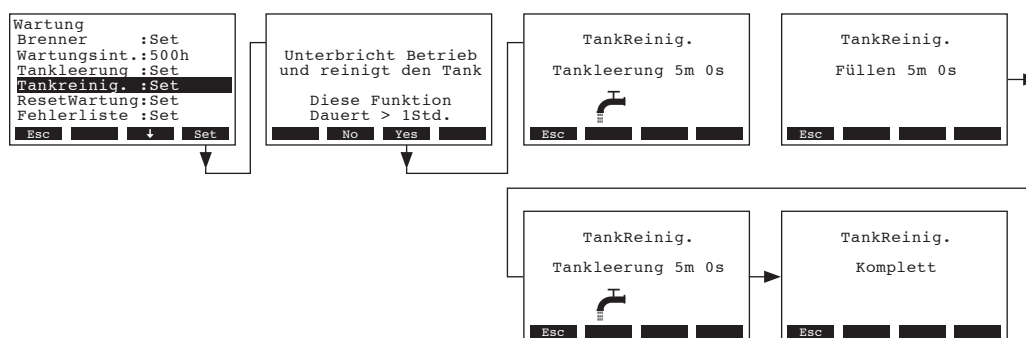 Wartung
Brenner :Set
Wartungsint.:500h
Tankleerung :Set
Tankreinig. :Set
ResetWartung:Set
Fehlerliste :Set
Esc ↓ Set
Unterbricht Betrieb
und reinigt den Tank
Diese Funktion
Dauert > 1Std.
No Yes
TankReinig.
Tankleerung 5m 0s
Esc
TankReinig.
Füllen 5m 0s
Esc
TankReinig.
Tankleerung 5m 0s
Esc
TankReinig.
Komplett
Esc